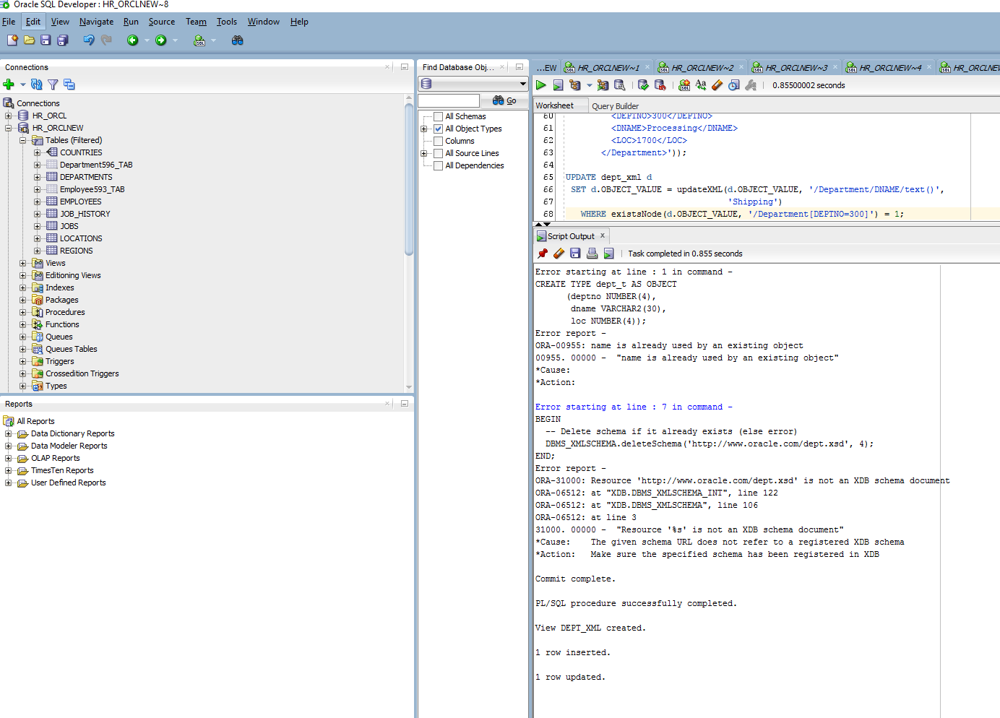 Oracle SQL Developer : HR_ORCLNEW~8
File Edit View Navigate Run Source Team Tools Window Help
Connections
Connections
HR_ORCL
HR_ORCLNEW
Tables (Filtered)
COUNTRIES
Department596_TAB
DEPARTMENTS
Employee593_TAB
EMPLOYEES
JOB_HISTORY
JOBS
LOCATIONS
REGIONS
Views
Editioning Views
Indexes
Packages
Procedures
Functions
Queues
Queues Tables
Triggers
Crossedition Triggers
Types
Reports
All Reports
Data Dictionary Reports
Data Modeler Reports
OLAP Reports
TimesTen Reports
User Defined Reports
Find Database Obj...
Go
All Schemas
All Object Types
Columns
All Source Lines
All Dependencies
...EW HR_ORCLNEW~1 HR_ORCLNEW~2 HR_ORCLNEW~3 HR_ORCLNEW~4 HR_ORCLNEW
0.85500002 seconds
Worksheet Query Builder
60 <DEPTNO>300</DEPTNO>
61 <DNAME>Processing</DNAME>
62 <LOC>1700</LOC>
63 </Department>'));
64
65 UPDATE dept_xml d
66 SET d.OBJECT_VALUE = updateXML(d.OBJECT_VALUE, '/Department/DNAME/text()',
67 'Shipping')
68 WHERE existsNode(d.OBJECT_VALUE, '/Department[DEPTNO=300]') = 1;
Script Output x
Task completed in 0.855 seconds
Error starting at line : 1 in command -
CREATE TYPE dept_t AS OBJECT
(deptno NUMBER(4),
dname VARCHAR2(30),
loc NUMBER(4));
Error report -
ORA-00955: name is already used by an existing object
00955. 00000 - "name is already used by an existing object"
*Cause:
*Action:
Error starting at line : 7 in command -
BEGIN
-- Delete schema if it already exists (else error)
DBMS_XMLSCHEMA.deleteSchema('http://www.oracle.com/dept.xsd', 4);
END;
Error report -
ORA-31000: Resource 'http://www.oracle.com/dept.xsd' is not an XDB schema document
ORA-06512: at "XDB.DBMS_XMLSCHEMA_INT", line 122
ORA-06512: at "XDB.DBMS_XMLSCHEMA", line 106
ORA-06512: at line 3
31000. 00000 - "Resource '%s' is not an XDB schema document"
*Cause: The given schema URL does not refer to a registered XDB schema
*Action: Make sure the specified schema has been registered in XDB
Commit complete.
PL/SQL procedure successfully completed.
View DEPT_XML created.
1 row inserted.
1 row updated.